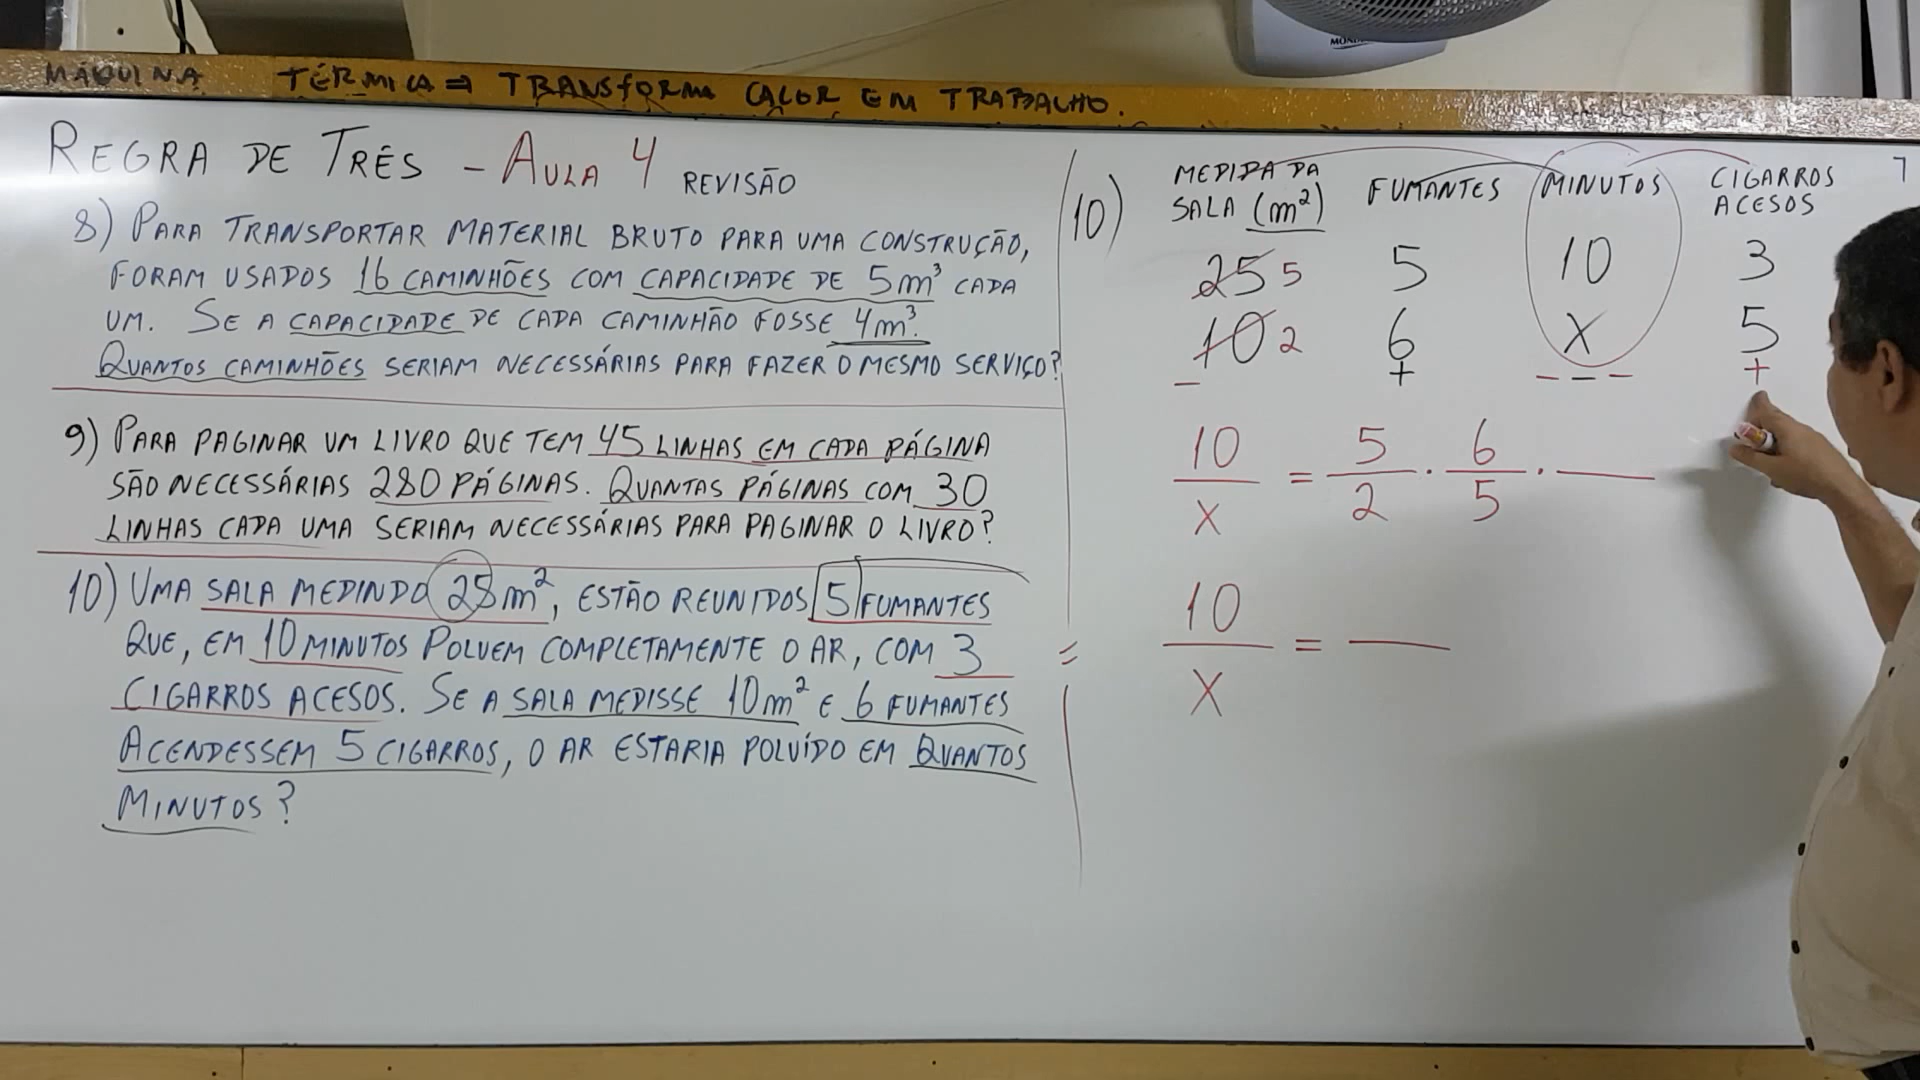 MÁQUINA TÉRMICA ⇒ TRANSFORMA CALOR EM TRABALHO.
REGRA DE TRÊS - AULA 4 REVISÃO
8) PARA TRANSPORTAR MATERIAL BRUTO PARA UMA CONSTRUÇÃO,
FORAM USADOS 16 CAMINHÕES COM CAPACIDADE DE 5m³ CADA
UM. SE A CAPACIDADE DE CADA CAMINHÃO FOSSE 4m³.
QUANTOS CAMINHÕES SERIAM NECESSÁRIAS PARA FAZER O MESMO SERVIÇO?
9) PARA PAGINAR UM LIVRO QUE TEM 45 LINHAS EM CADA PÁGINA
SÃO NECESSÁRIAS 280 PÁGINAS. QUANTAS PÁGINAS COM 30
LINHAS CADA UMA SERIAM NECESSÁRIAS PARA PAGINAR O LIVRO?
10) UMA SALA MEDINDO 25m², ESTÃO REUNIDOS 5 FUMANTES
QUE, EM 10 MINUTOS POLUEM COMPLETAMENTE O AR, COM 3
CIGARROS ACESOS. SE A SALA MEDISSE 10m² E 6 FUMANTES
ACENDESSEM 5 CIGARROS, O AR ESTARIA POLUÍDO EM QUANTOS
MINUTOS?
10) MEDIDA DA SALA (m²) FUMANTES MINUTOS CIGARROS ACESOS
25 5 5 10 3
10 2 6 X 5
- + - - - +
10/X = 5/2 . 6/5 .
10/X =